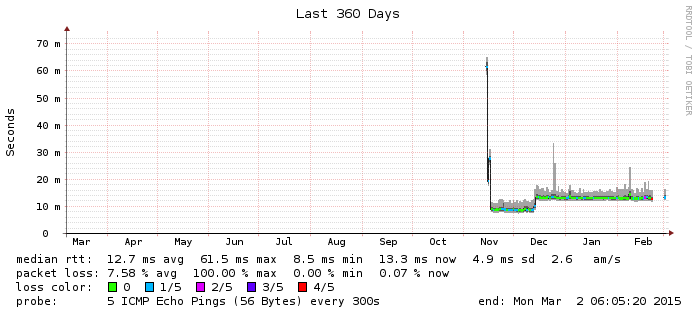 Last 360 Days
RRDTOOL / TOBI OETIKER
Seconds
70 m
60 m
50 m
40 m
30 m
20 m
10 m
0
Mar Apr May Jun Jul Aug Sep Oct Nov Dec Jan Feb
median rtt: 12.7 ms avg 61.5 ms max 8.5 ms min 13.3 ms now 4.9 ms sd 2.6 am/s
packet loss: 7.58 % avg 100.00 % max 0.00 % min 0.07 % now
loss color: 0 1/5 2/5 3/5 4/5
probe: 5 ICMP Echo Pings (56 Bytes) every 300s end: Mon Mar 2 06:05:20 2015